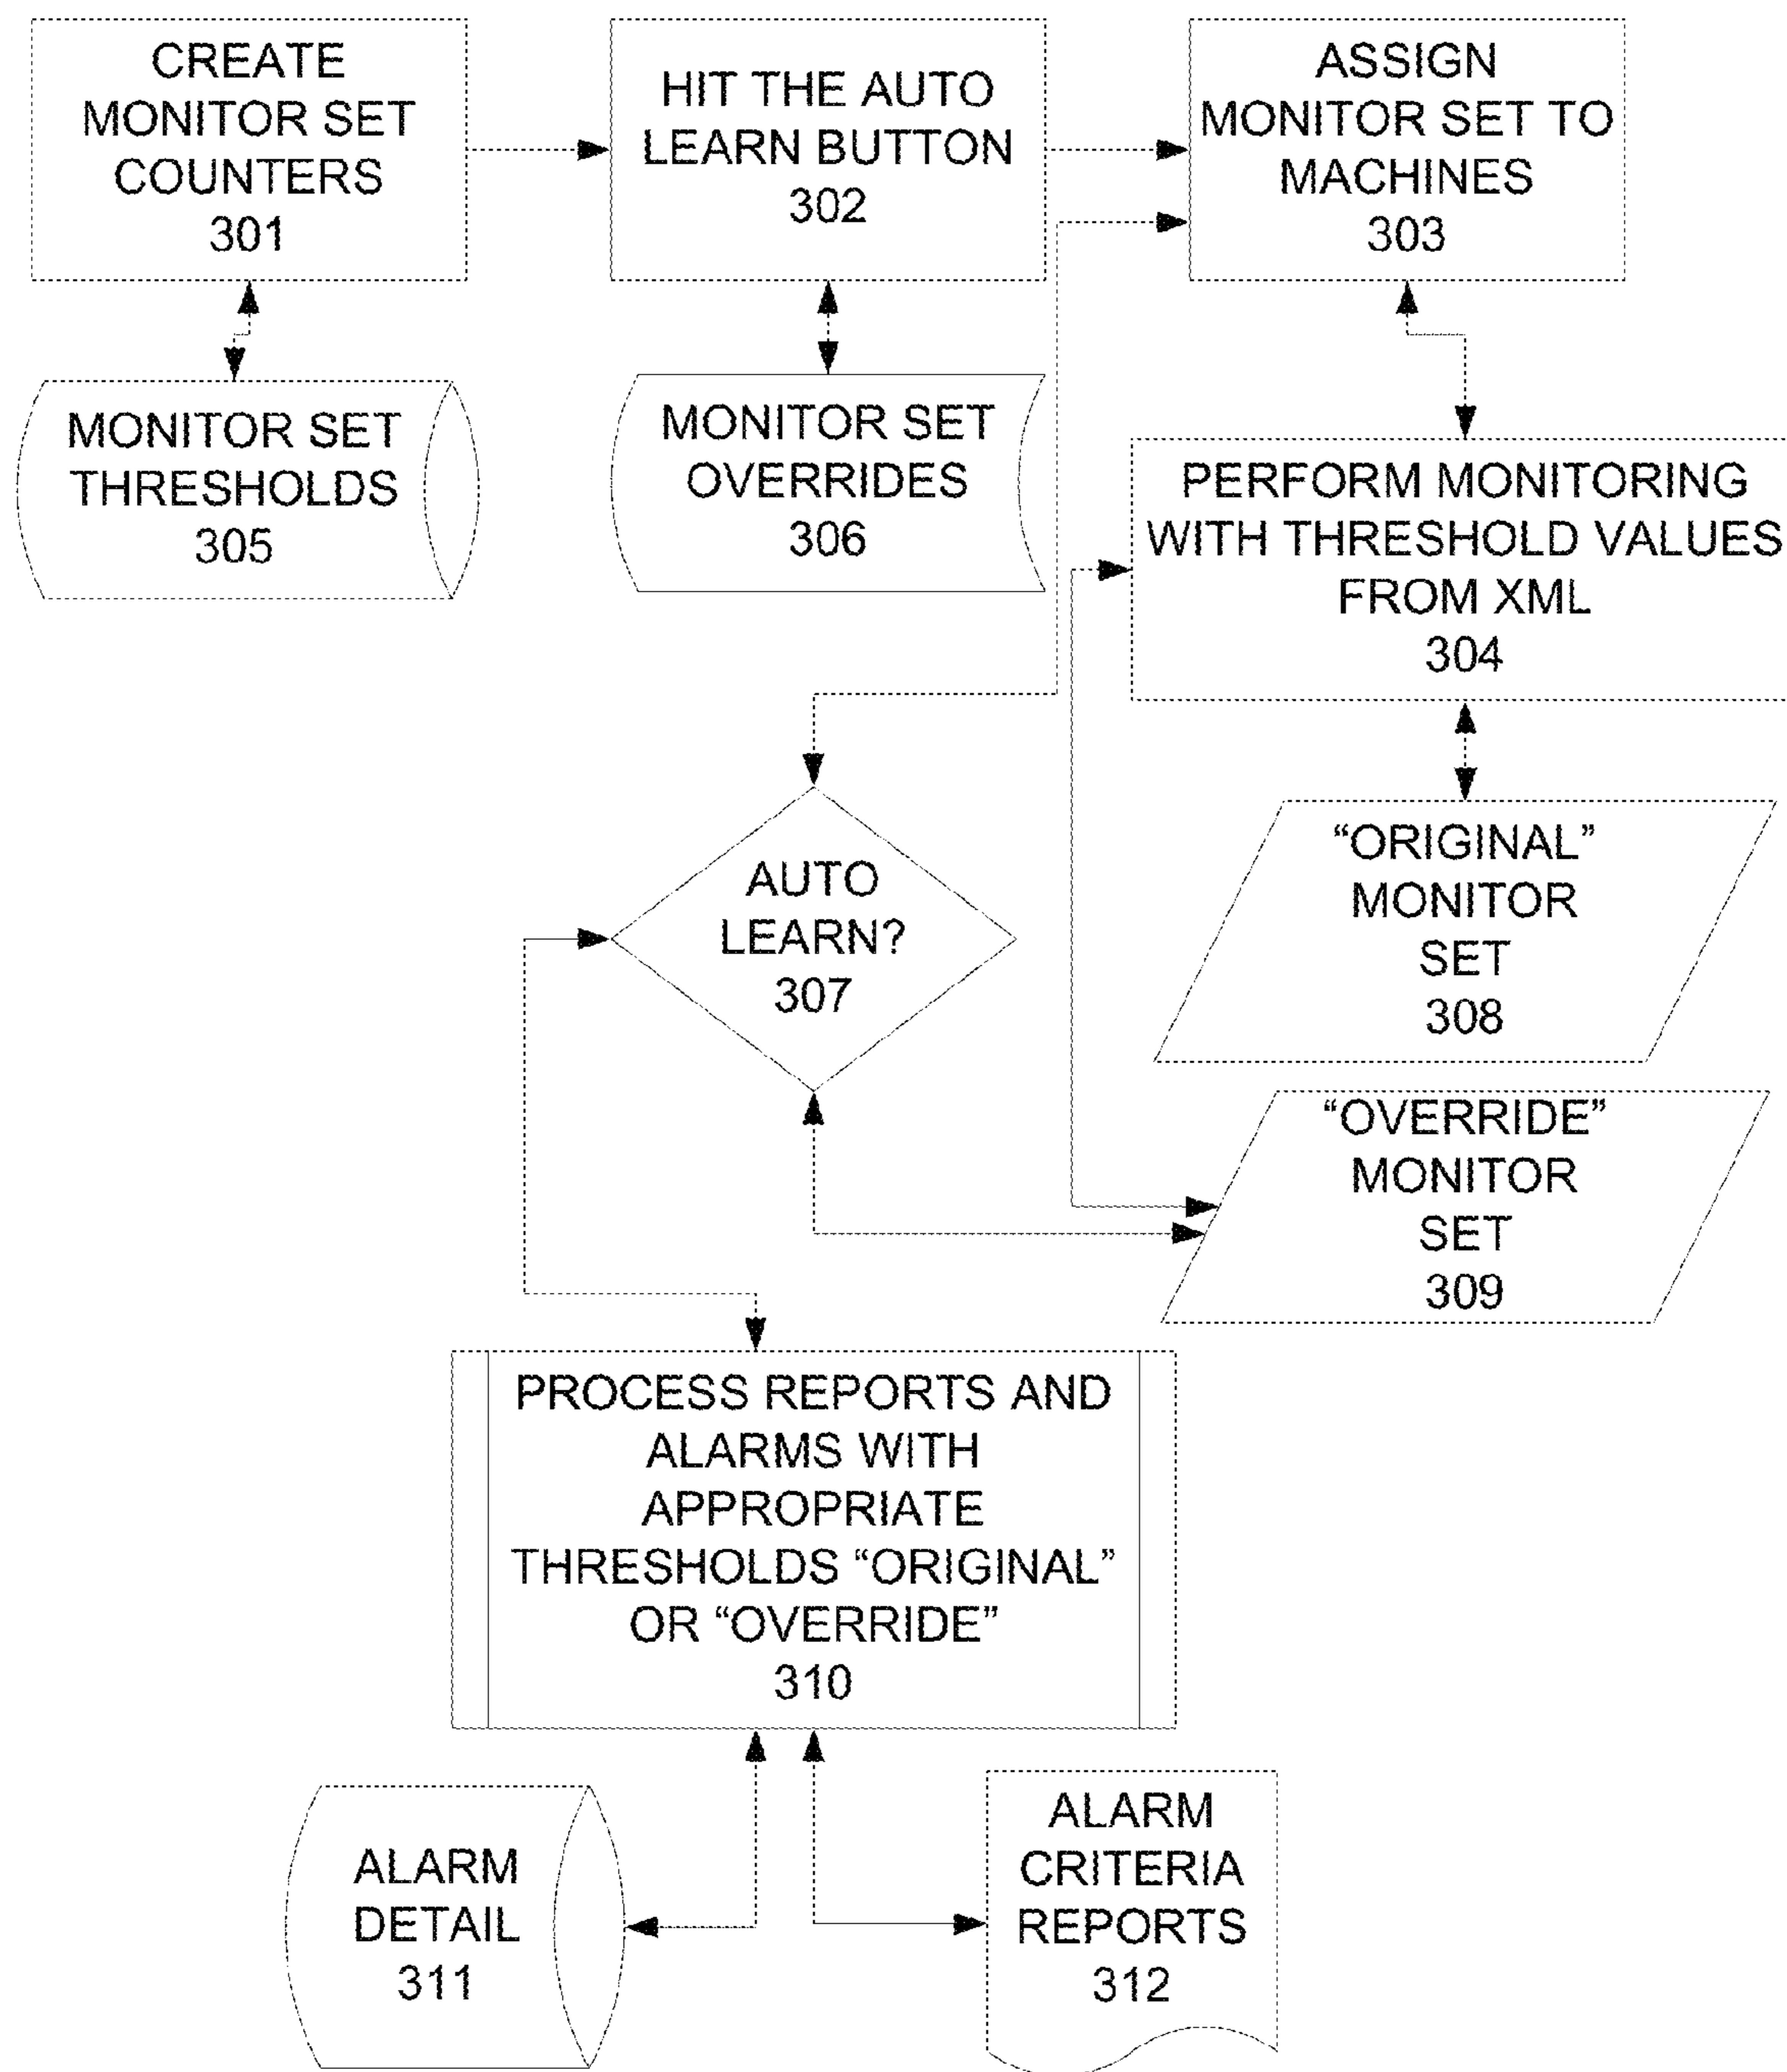 CREATE
MONITOR SET
COUNTERS
301
HIT THE AUTO
LEARN BUTTON
302
ASSIGN
MONITOR SET TO
MACHINES
303
MONITOR SET
THRESHOLDS
305
MONITOR SET
OVERRIDES
306
PERFORM MONITORING
WITH THRESHOLD VALUES
FROM XML
304
AUTO
LEARN?
307
“ORIGINAL”
MONITOR
SET
308
“OVERRIDE”
MONITOR
SET
309
PROCESS REPORTS AND
ALARMS WITH
APPROPRIATE
THRESHOLDS “ORIGINAL”
OR “OVERRIDE”
310
ALARM
DETAIL
311
ALARM
CRITERIA
REPORTS
312